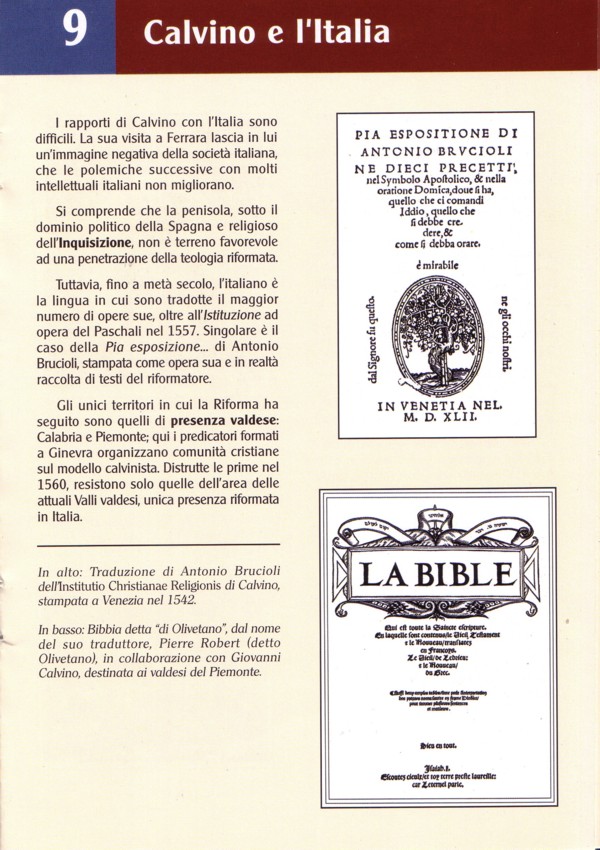 9
Calvino e l'Italia
I rapporti di Calvino con l'Italia sono
difficili. La sua visita a Ferrara lascia in lui
un'immagine negativa della società italiana,
che le polemiche successive con molti
intellettuali italiani non migliorano.
Si comprende che la penisola, sotto il
dominio politico della Spagna e religioso
dell'Inquisizione, non è terreno favorevole
ad una penetrazione della teologia riformata.
Tuttavia, fino a metà secolo, l'italiano è
la lingua in cui sono tradotte il maggior
numero di opere sue, oltre all'Istituzione ad
opera del Paschali nel 1557. Singolare è il
caso della Pia esposizione... di Antonio
Brucioli, stampata come opera sua e in realtà
raccolta di testi del riformatore.
Gli unici territori in cui la Riforma ha
seguito sono quelli di presenza valdese:
Calabria e Piemonte; qui i predicatori formati
a Ginevra organizzano comunità cristiane
sul modello calvinista. Distrutte le prime nel
1560, resistono solo quelle dell'area delle
attuali Valli valdesi, unica presenza riformata
in Italia.
In alto: Traduzione di Antonio Brucioli
dell'Institutio Christianae Religionis di Calvino,
stampata a Venezia nel 1542.
In basso: Bibbia detta "di Olivetano", dal nome
del suo traduttore, Pierre Robert (detto
Olivetano), in collaborazione con Giovanni
Calvino, destinata ai valdesi del Piemonte.
PIA ESPOSITIONE DI
ANTONIO BRVCIOLI
NE DIECI PRECETTI,
nel Symbolo Apostolico, & nella
oratione Domica, doue si ha,
quello che ci comandi
Iddio, quello che
si debbe cre
dere, &
come si debba orare.
è mirabile
dal Signore fu questo.
ne gli occhi nostri.
IN VENETIA NEL.
M. D. XLII.
LA BIBLE
Qui est toute la Saincte escripture.
En laquelle sont contenus/le Vieil Testament
e le Nouueau/translatez
en Francoys.
Le Vieil/de Lebrieu:
e le Nouueau/
du Grec.
Dieu en tout.
Isaiah.1.
Escoutez cieulx/et toy terre preste laureille:
car Leternel parle.